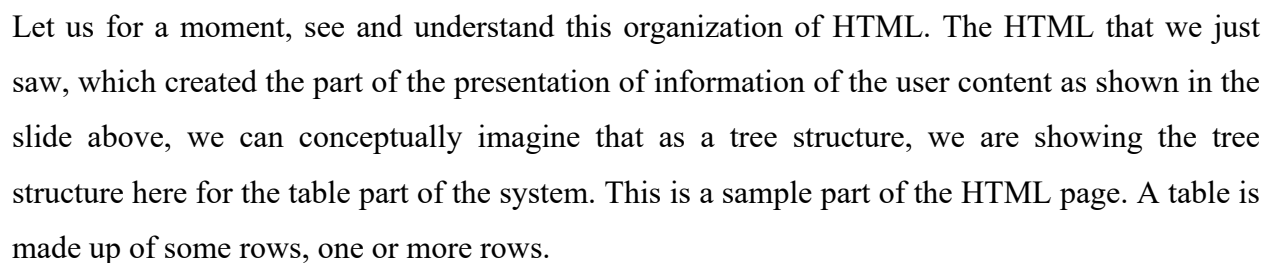 Let us for a moment, see and understand this organization of HTML. The HTML that we just
saw, which created the part of the presentation of information of the user content as shown in the
slide above, we can conceptually imagine that as a tree structure, we are showing the tree
structure here for the table part of the system. This is a sample part of the HTML page. A table is
made up of some rows, one or more rows.